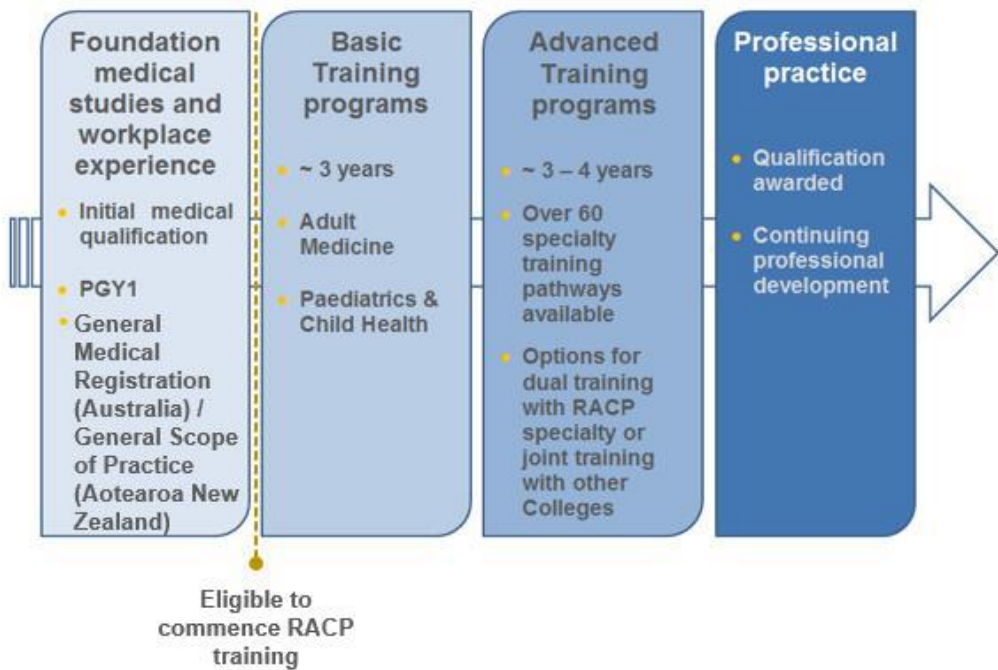 Foundation
medical
studies and
workplace
experience
• Initial medical
qualification
• PGY1
• General
Medical
Registration
(Australia) /
General Scope
of Practice
(Aotearoa New
Zealand)
Basic
Training
programs
• ~ 3 years
• Adult
Medicine
• Paediatrics &
Child Health
Advanced
Training
programs
• ~ 3 – 4 years
• Over 60
specialty
training
pathways
available
• Options for
dual training
with RACP
specialty or
joint training
with other
Colleges
Professional
practice
• Qualification
awarded
• Continuing
professional
development
Eligible to
commence RACP
training